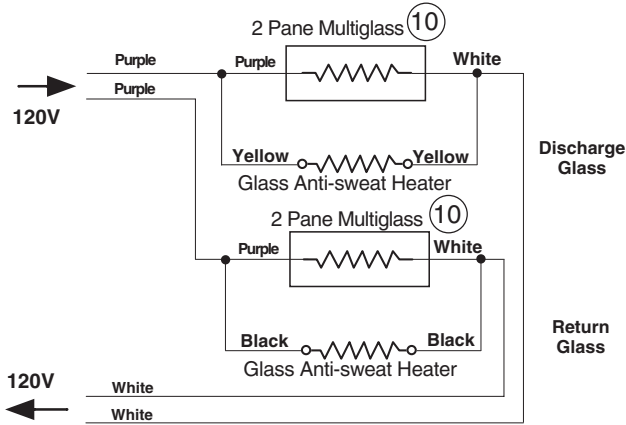 2 Pane Multiglass 10
Purple
Purple
White
Purple
120V
Yellow
Yellow
Discharge
Glass
Glass Anti-sweat Heater
2 Pane Multiglass 10
Purple
White
Return
Glass
Black
Black
Glass Anti-sweat Heater
120V
White
White